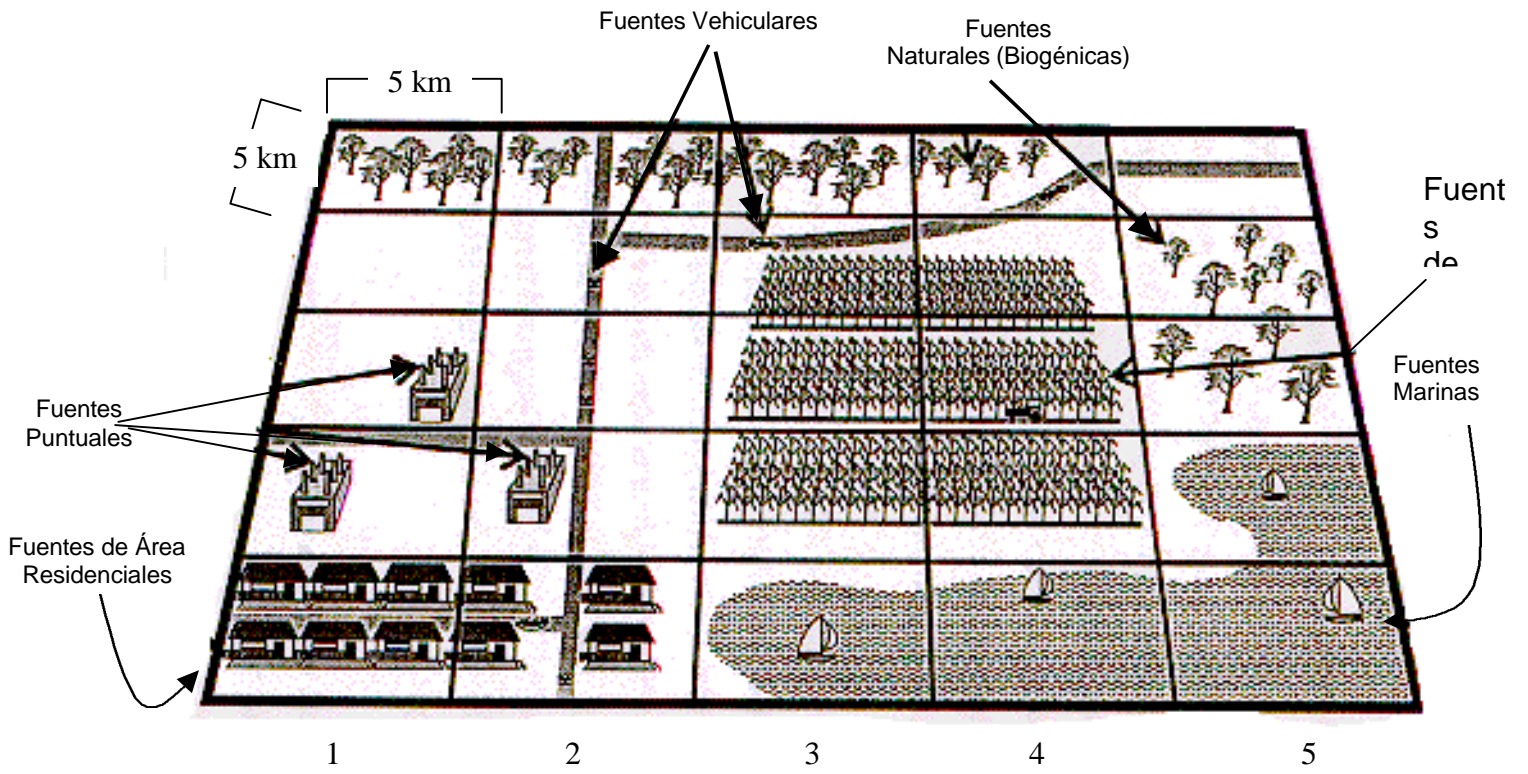 Fuentes Vehiculares
Fuentes
Naturales (Biogénicas)
5 km
5 km
Fuent
s
de
Fuentes
Marinas
Fuentes
Puntuales
Fuentes de Área
Residenciales
1 2 3 4 5